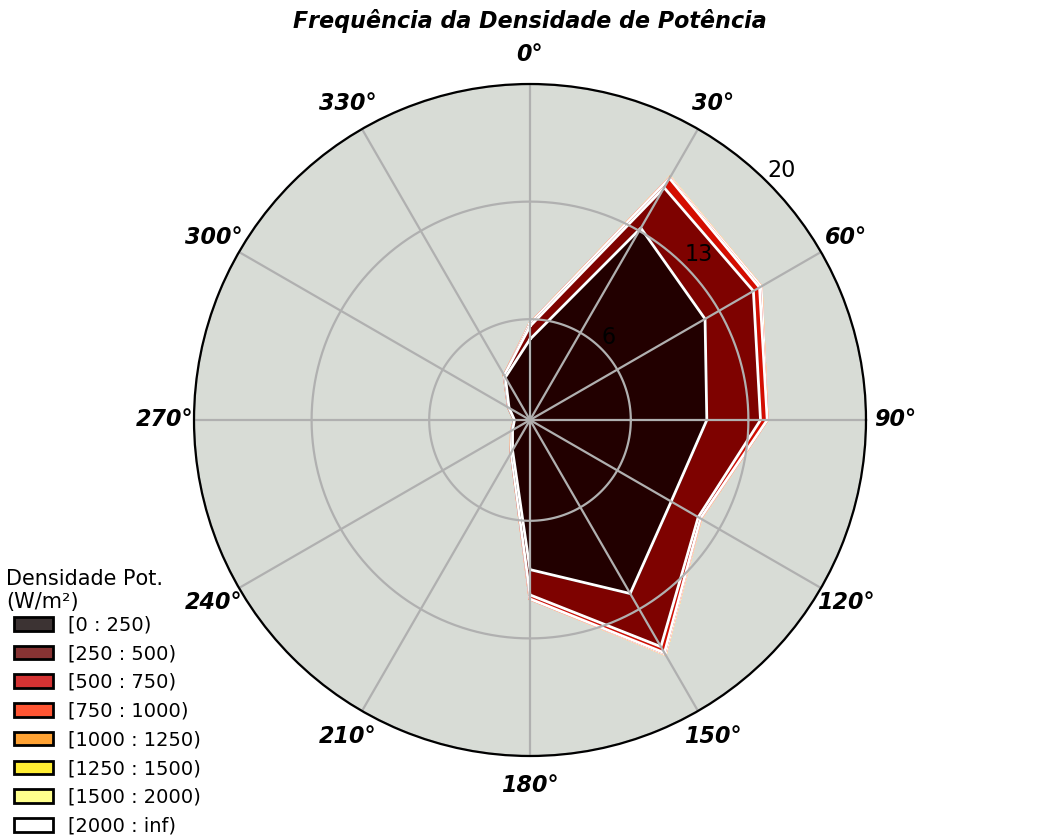 Frequência da Densidade de Potência
0°
330°
30°
20
300°
60°
13
6
270°
90°
240°
120°
210°
150°
180°
Densidade Pot.
(W/m²)
[0 : 250)
[250 : 500)
[500 : 750)
[750 : 1000)
[1000 : 1250)
[1250 : 1500)
[1500 : 2000)
[2000 : inf)